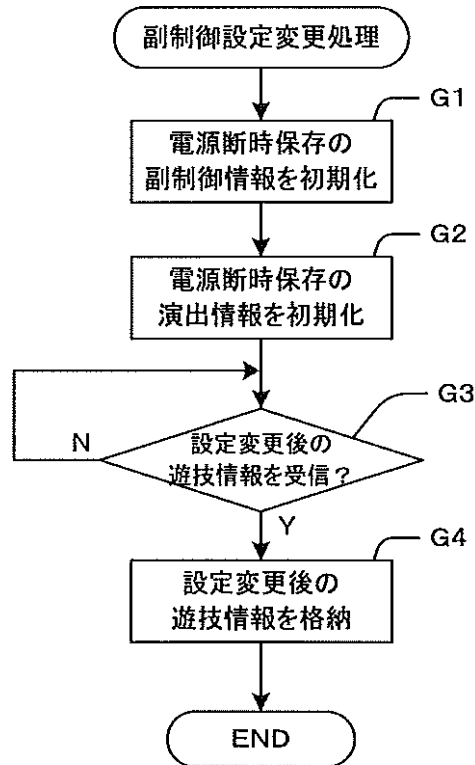 副制御設定変更処理
G1
電源断時保存の
副制御情報を初期化
G2
電源断時保存の
演出情報を初期化
G3
設定変更後の
遊技情報を受信?
N
Y
G4
設定変更後の
遊技情報を格納
END